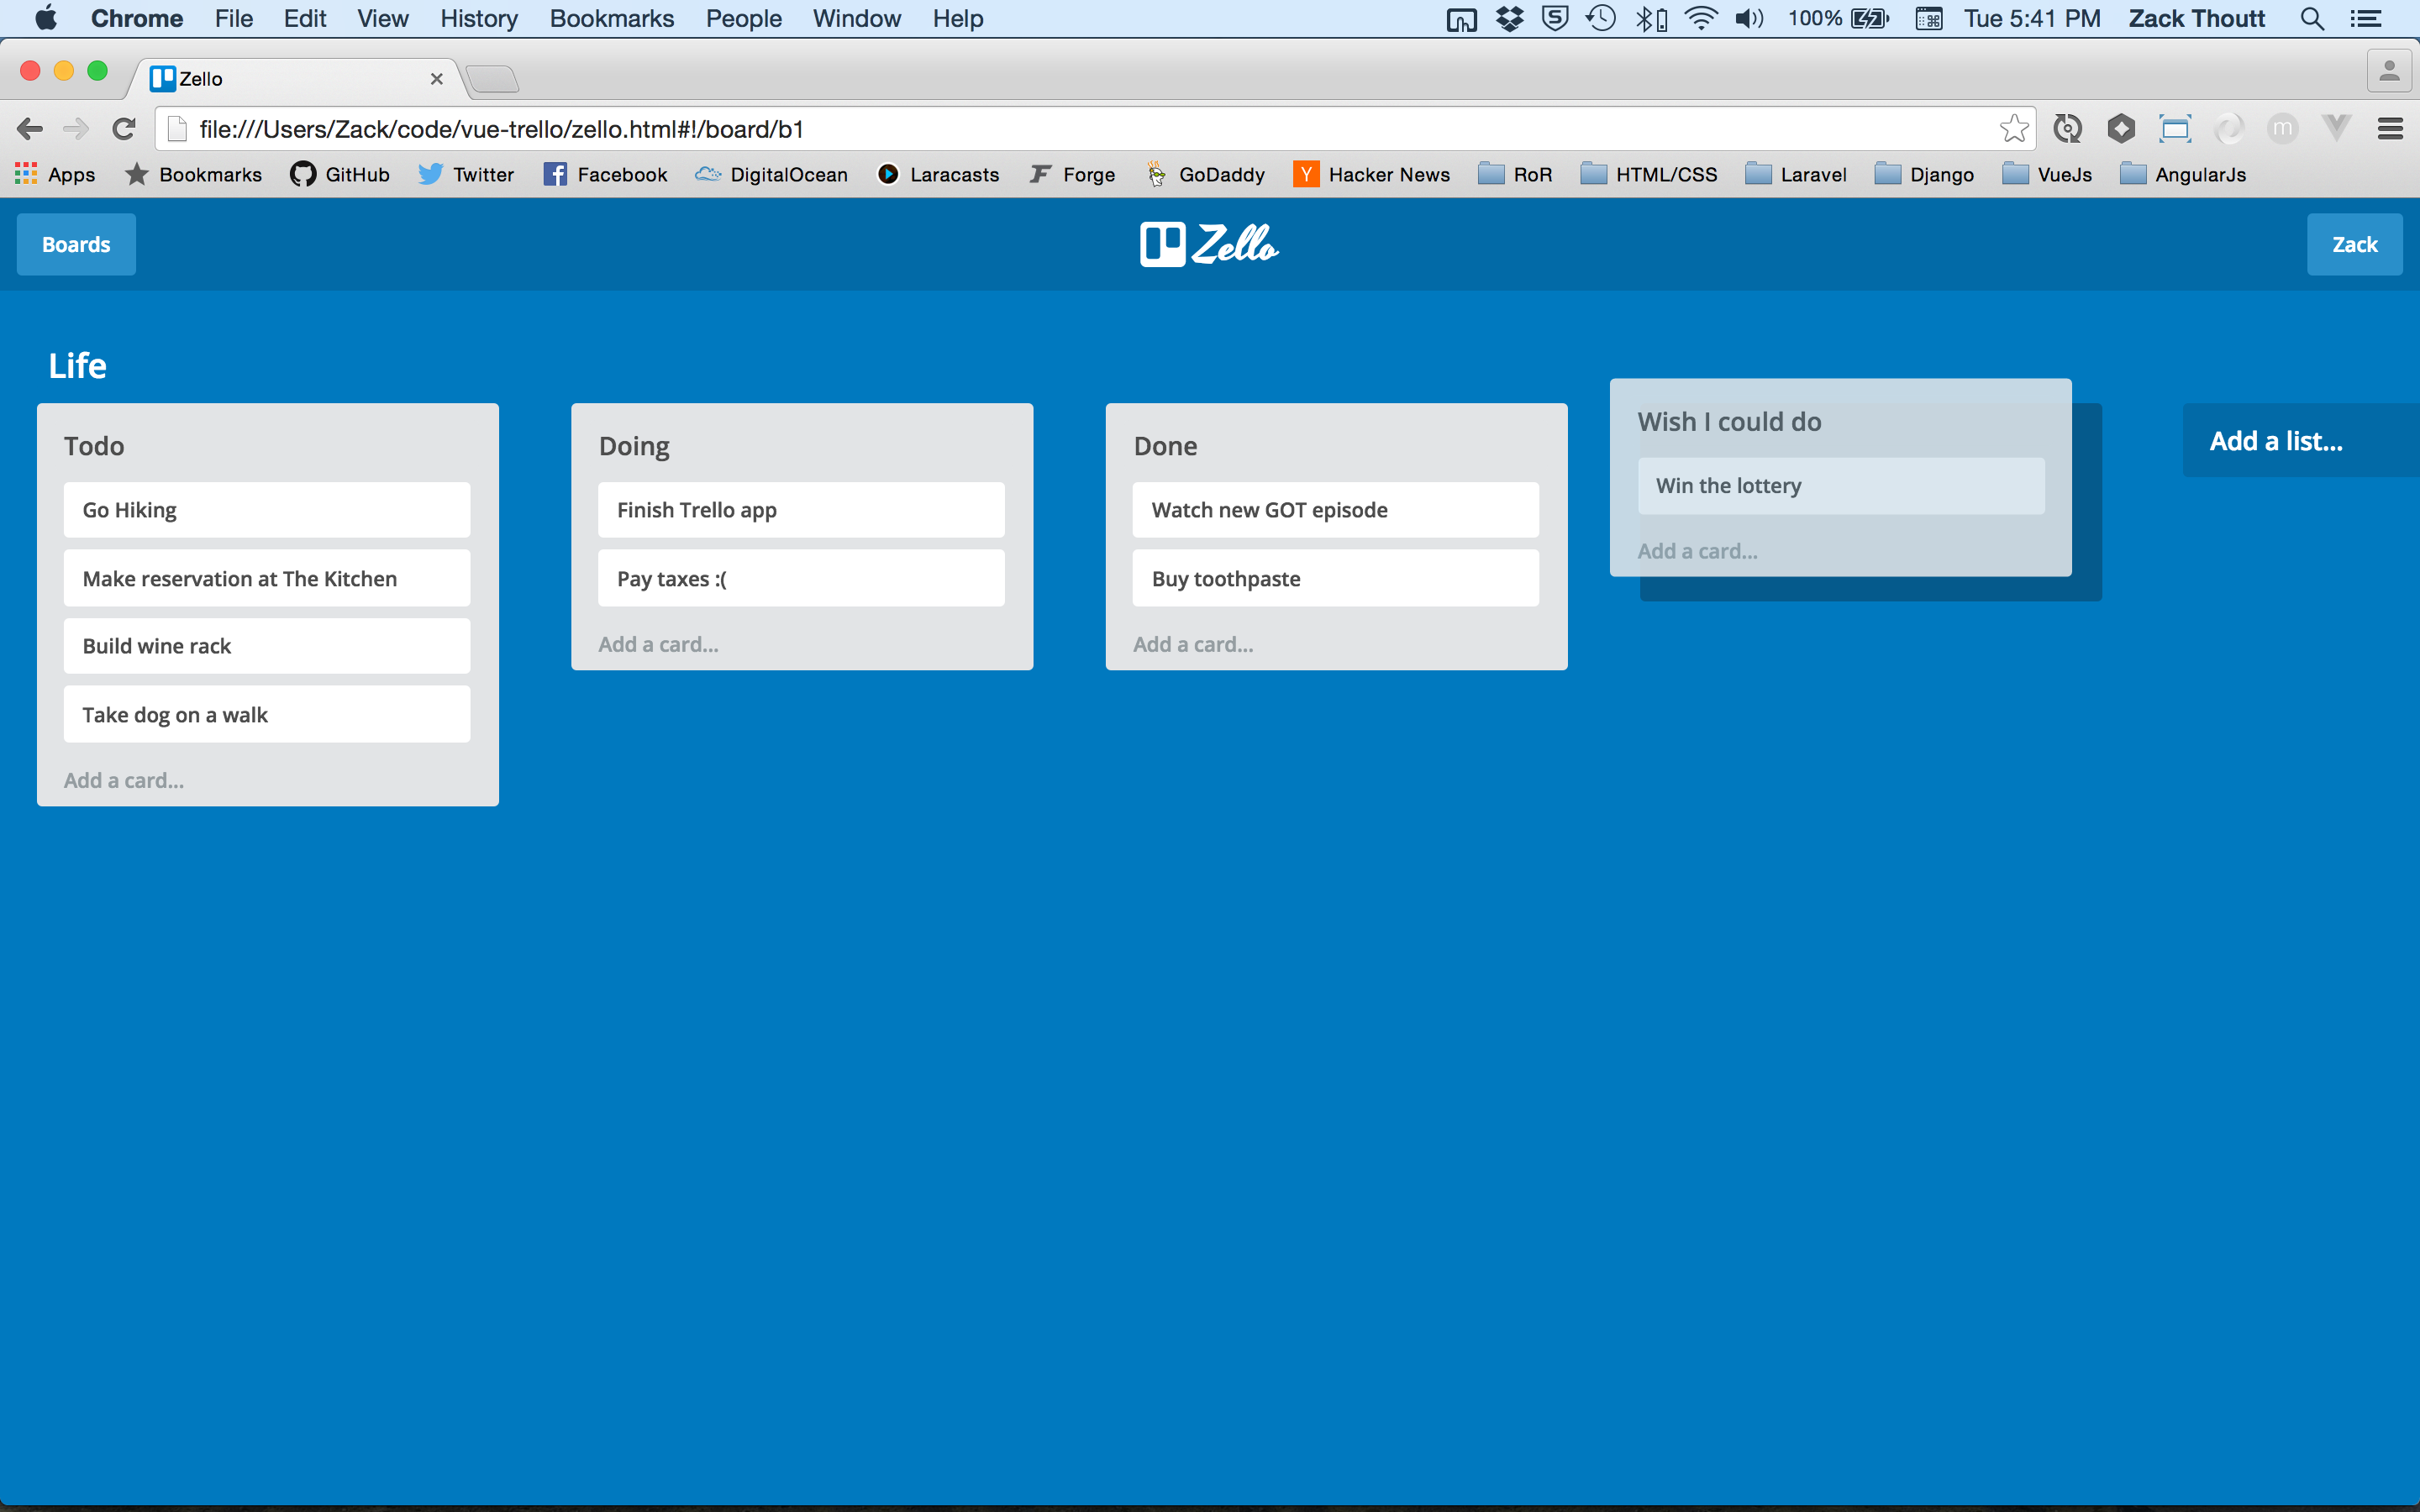 Chrome File Edit View History Bookmarks People Window Help 100% Tue 5:41 PM Zack Thoutt
Zello
file:///Users/Zack/code/vue-trello/zello.html#!/board/b1
Apps Bookmarks GitHub Twitter Facebook DigitalOcean Laracasts Forge GoDaddy Y Hacker News RoR HTML/CSS Laravel Django VueJs AngularJs
Boards Zello Zack
Life
Todo
Go Hiking
Make reservation at The Kitchen
Build wine rack
Take dog on a walk
Add a card...
Doing
Finish Trello app
Pay taxes :(
Add a card...
Done
Watch new GOT episode
Buy toothpaste
Add a card...
Wish I could do
Win the lottery
Add a card...
Add a list...